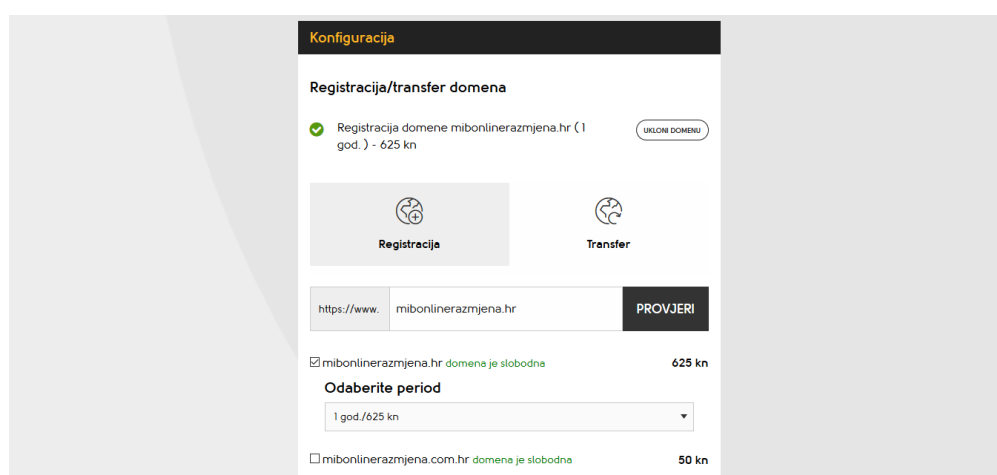 Konfiguracija
Registracija/transfer domena
Registracija domene mibonlinerazmjena.hr ( 1
god. ) - 625 kn
UKLONI DOMENU
Registracija
Transfer
https://www.
mibonlinerazmjena.hr
PROVJERI
mibonlinerazmjena.hr domena je slobodna 625 kn
Odaberite period
1 god./625 kn
mibonlinerazmjena.com.hr domena je slobodna 50 kn